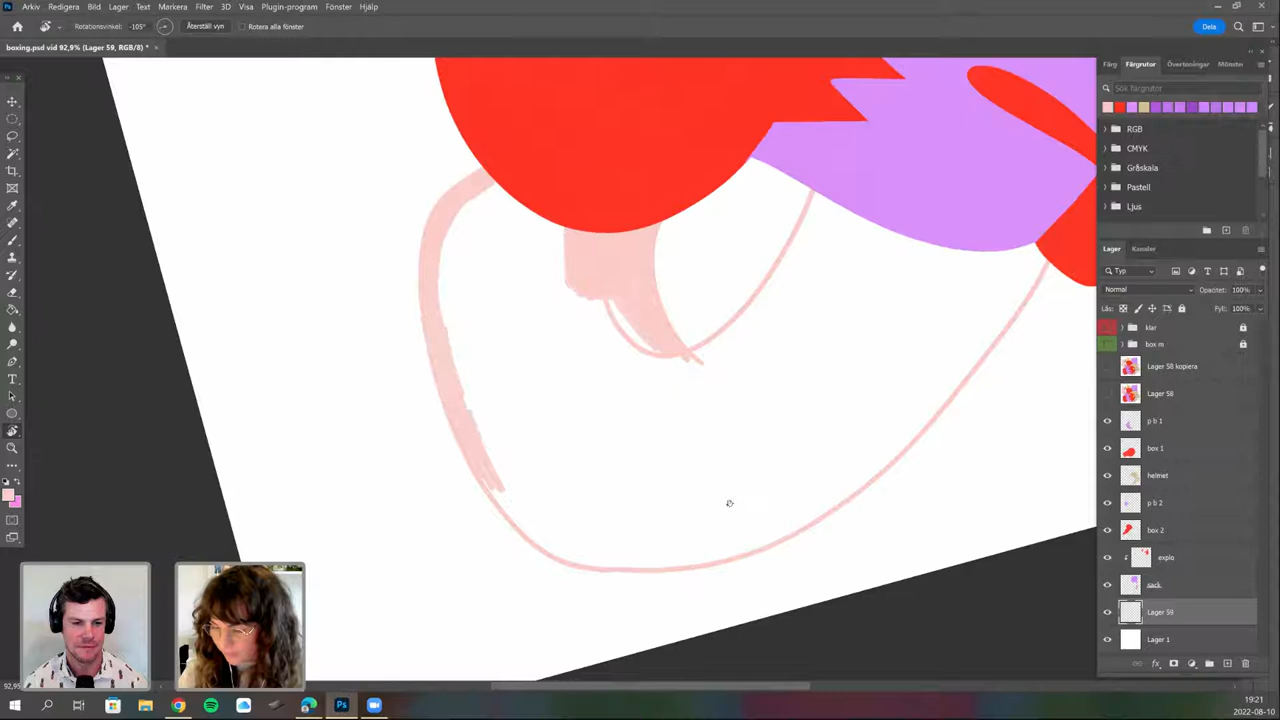 Arkiv Redigera Bild Lager Text Markera Filter 3D Visa Plugin-program Fönster Hjälp
Rotationsvinkel: -105° Återställ vyn Rotera alla fönster Dela
boxing.psd vid 92,9% (Lager 59, RGB/8) *
Färg Färgrutor Övertoningar Mönster
Sök färgrutor
RGB
CMYK
Gråskala
Pastell
Ljus
Lager Kanaler
Typ
Normal Opacitet: 100%
Lås: Fyll: 100%
klar
box m
Lager 58 kopiera
Lager 58
p b 1
box 1
helmet
p b 2
box 2
explo
sack
Lager 59
Lager 1
fx
19:21
2022-08-10